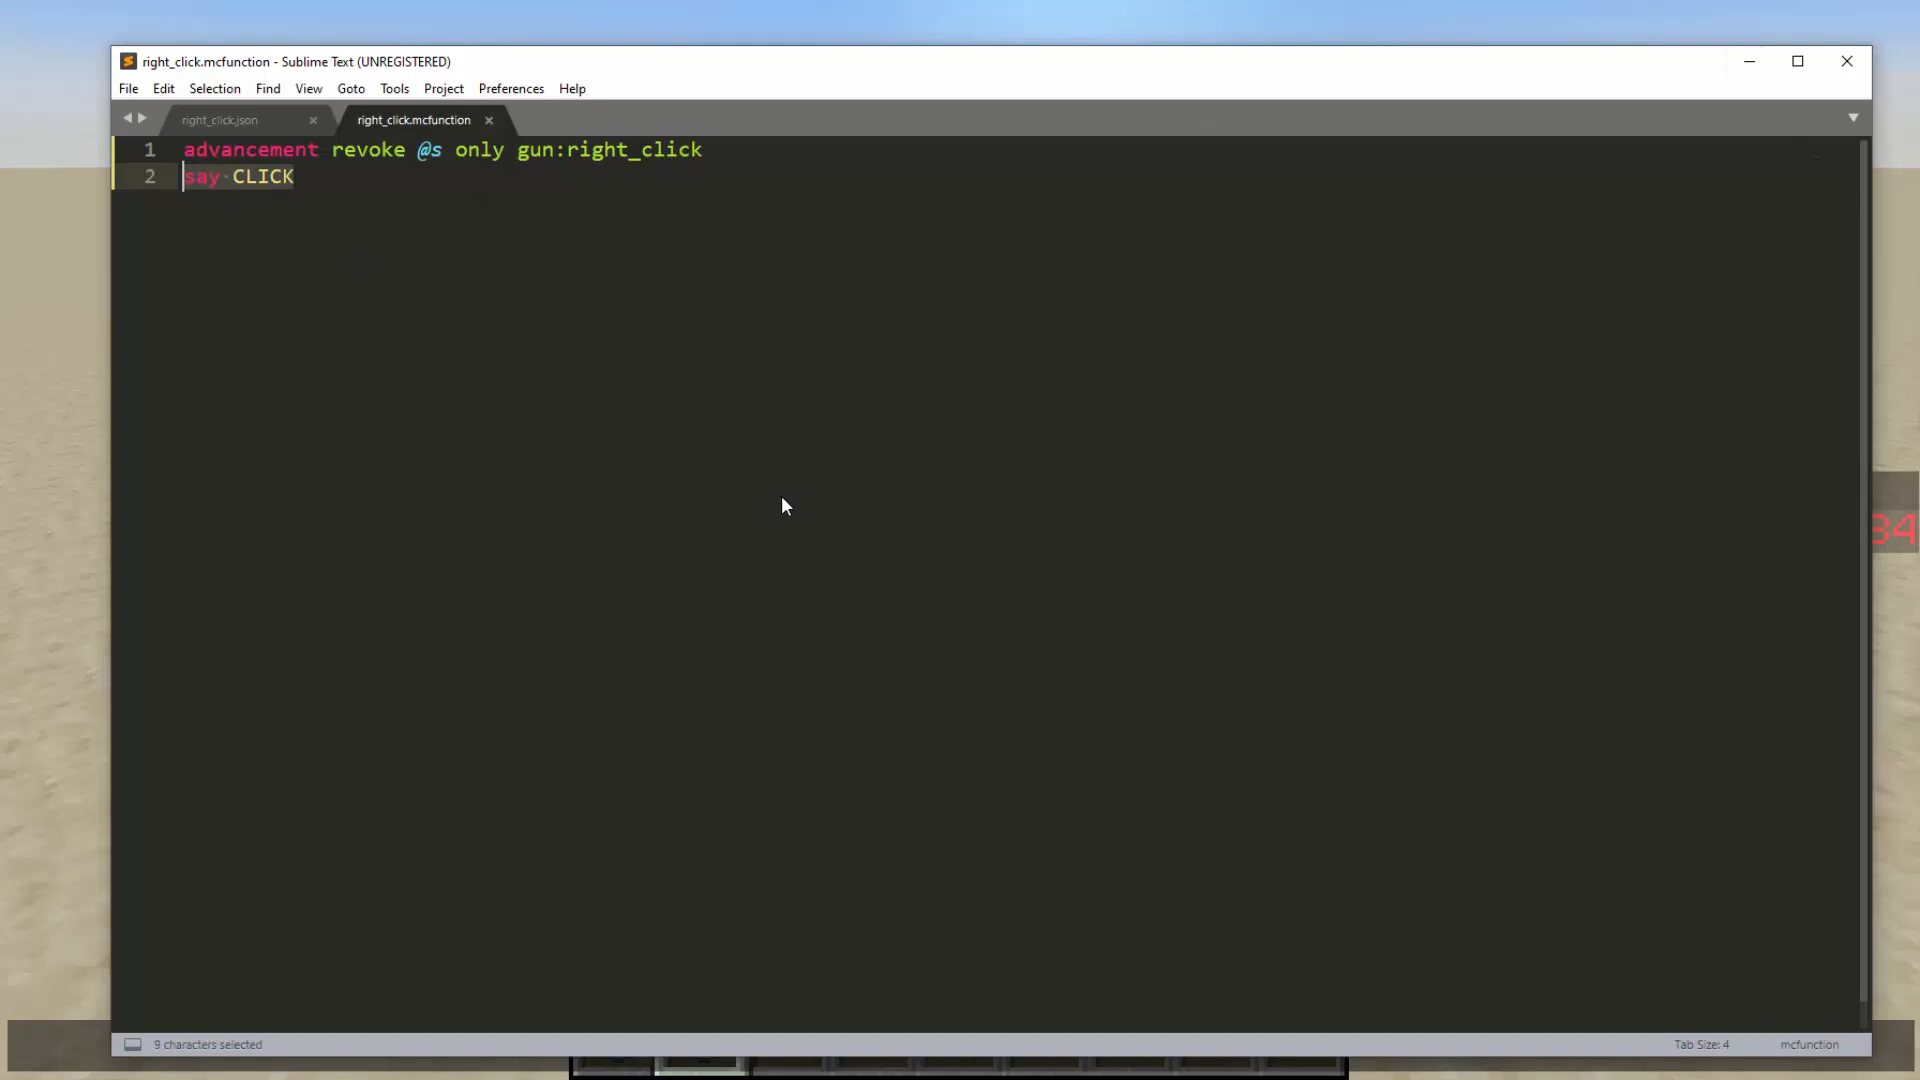 right_click.mcfunction - Sublime Text (UNREGISTERED)
File Edit Selection Find View Goto Tools Project Preferences Help
right_click.json right_click.mcfunction
1 advancement revoke @s only gun:right_click
2 say CLICK
34
9 characters selected Tab Size: 4 mcfunction